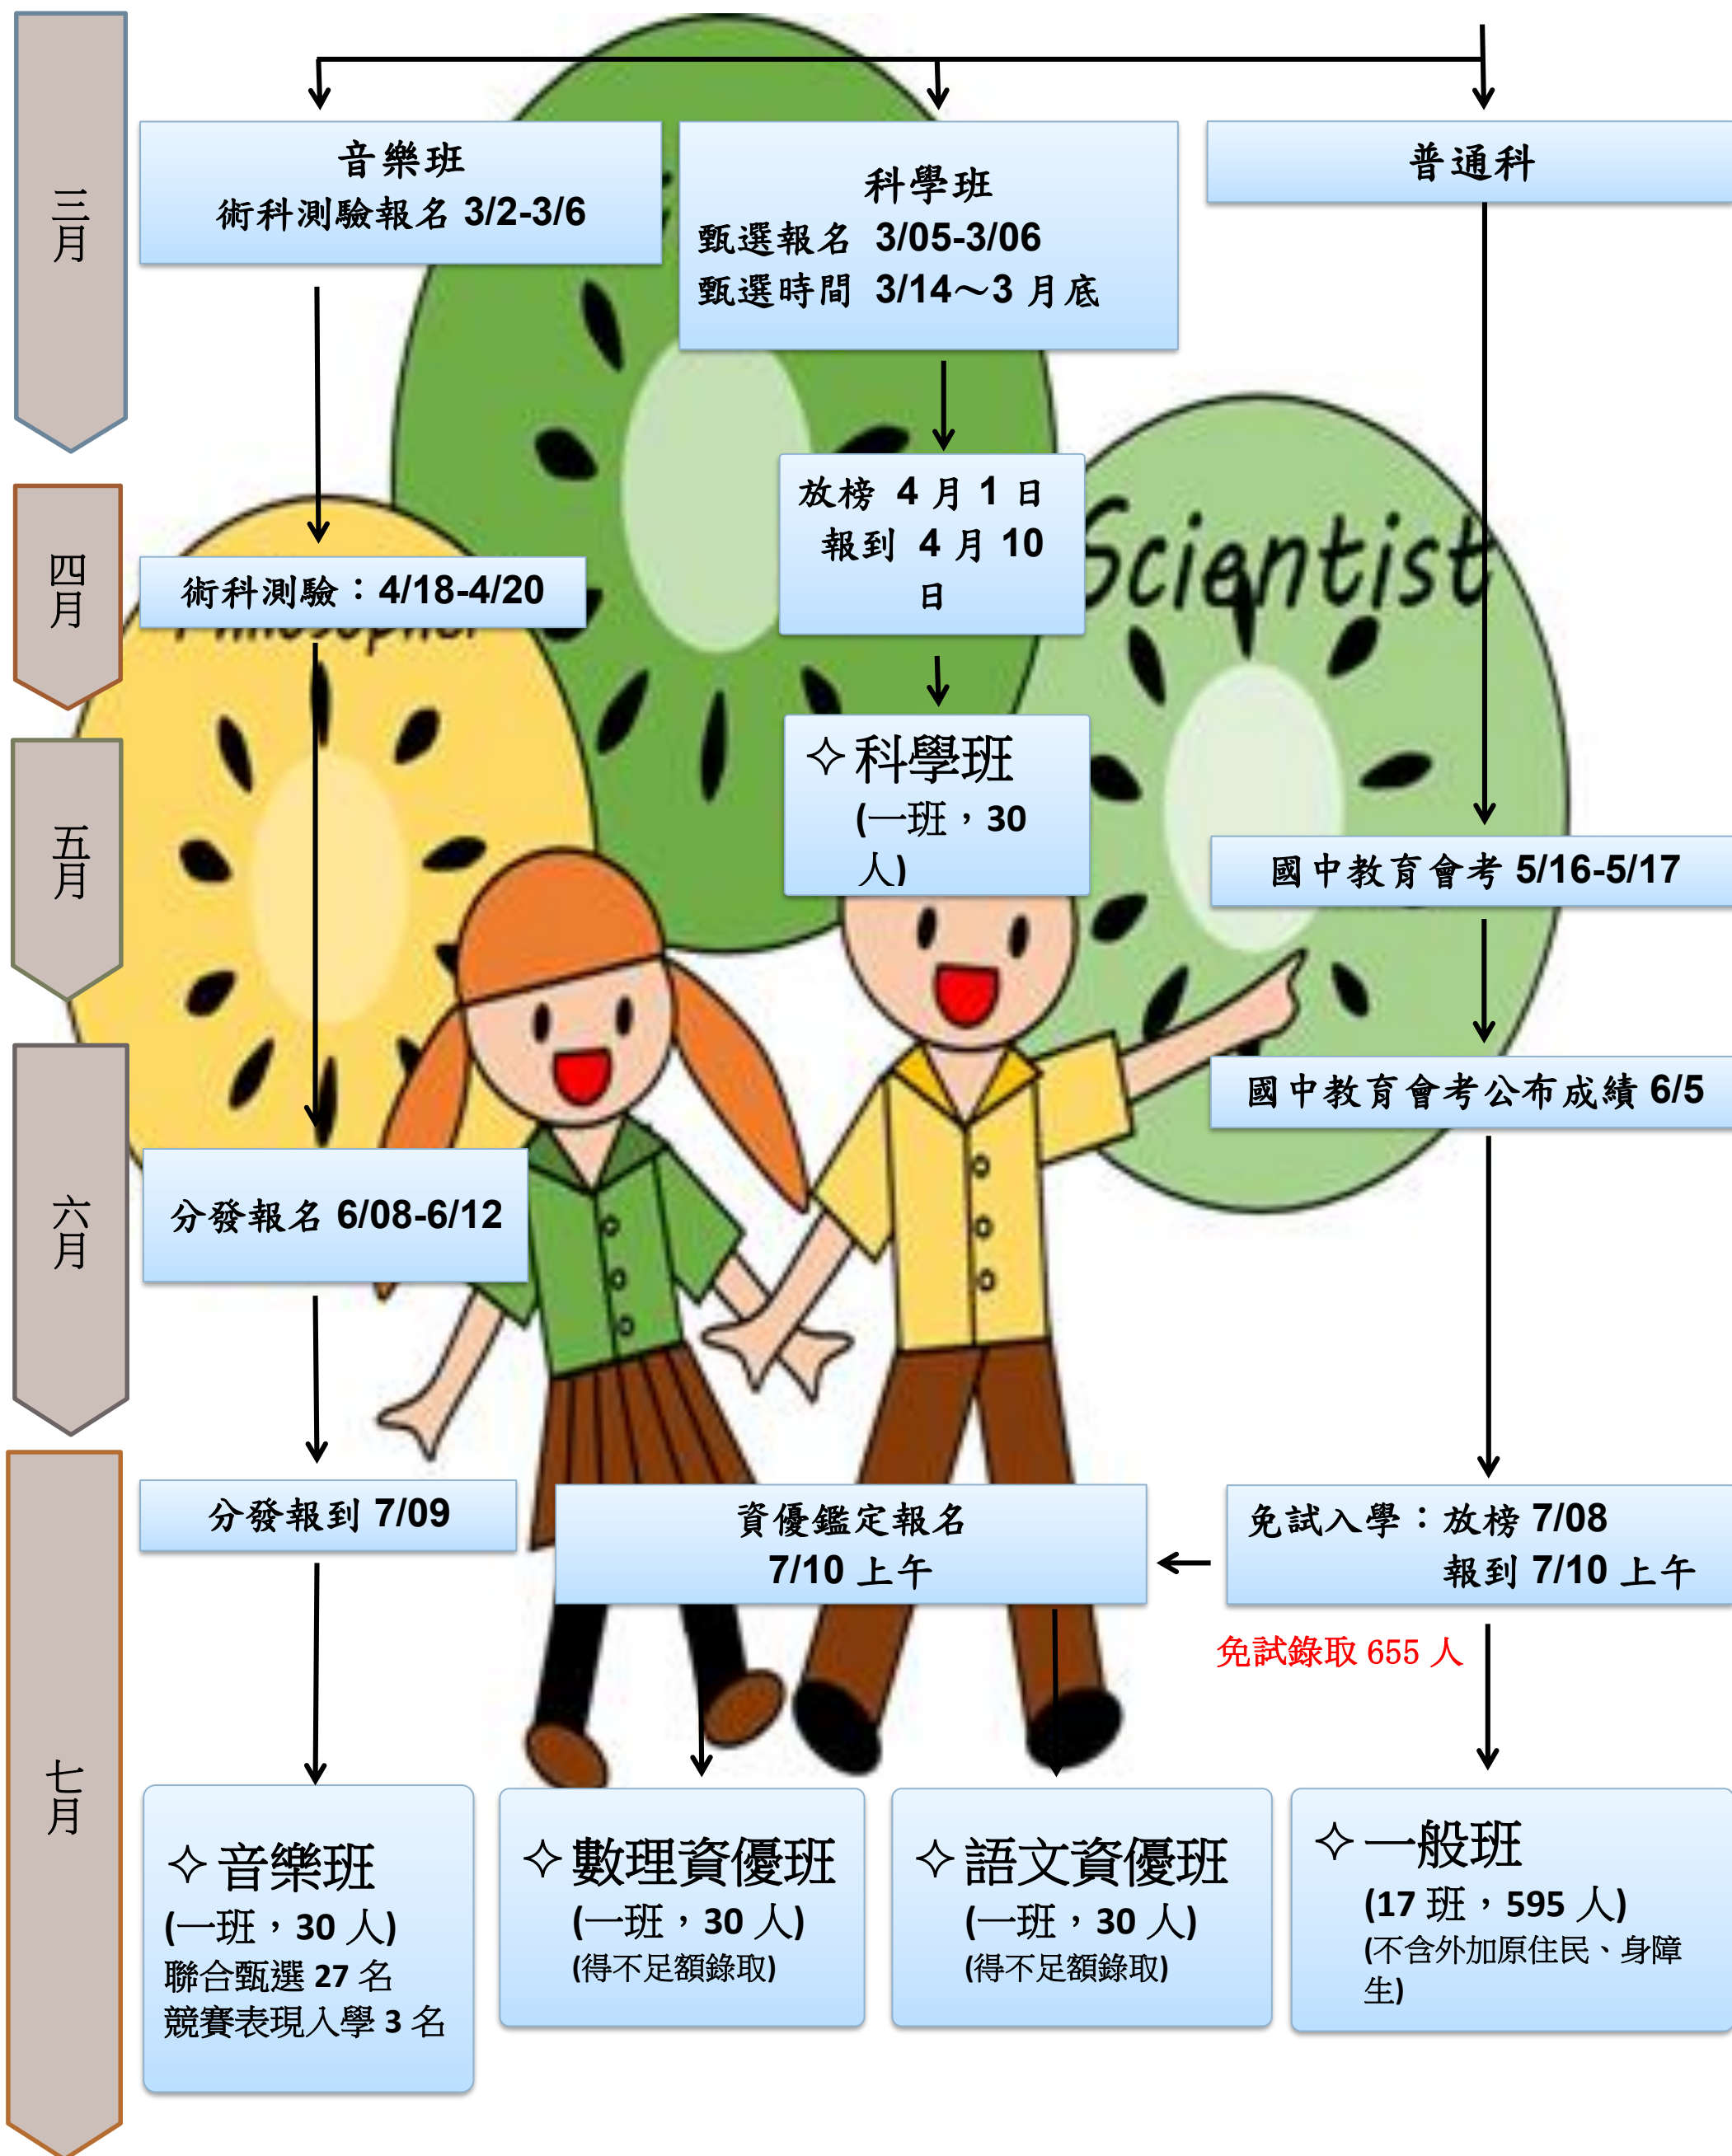 三月
音樂班
術科測驗報名 3/2-3/6
科學班
甄選報名 3/05-3/06
甄選時間 3/14～3 月底
普通科
四月
放榜 4 月 1 日
報到 4 月 10
日
術科測驗：4/18-4/20
Scientist
五月
✧科學班
(一班，30
人)
國中教育會考 5/16-5/17
六月
國中教育會考公布成績 6/5
分發報名 6/08-6/12
七月
分發報到 7/09
資優鑑定報名
7/10 上午
免試入學：放榜 7/08
報到 7/10 上午
免試錄取 655 人
✧音樂班
(一班，30 人)
聯合甄選 27 名
競賽表現入學 3 名
✧數理資優班
(一班，30 人)
(得不足額錄取)
✧語文資優班
(一班，30 人)
(得不足額錄取)
✧一般班
(17 班，595 人)
(不含外加原住民、身障
生)